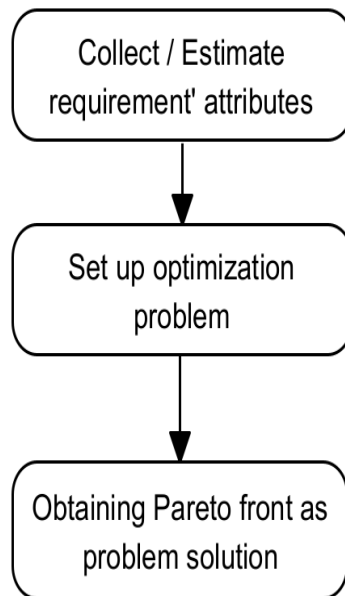 Collect / Estimate
requirement' attributes
Set up optimization
problem
Obtaining Pareto front as
problem solution